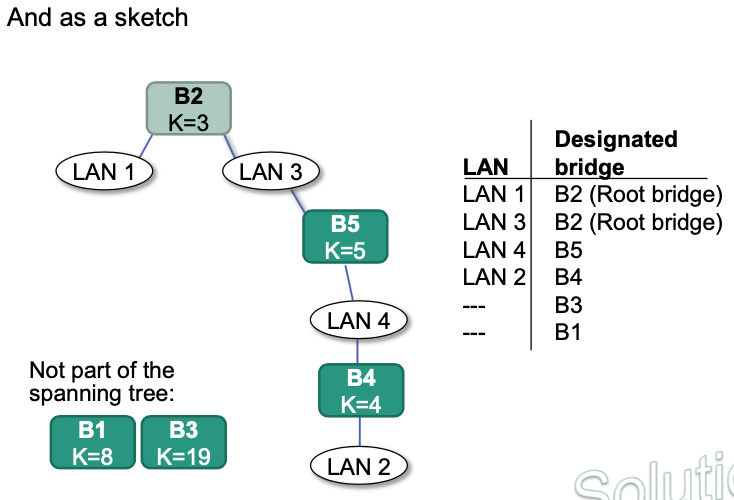 And as a sketch
B2
K=3
LAN 1
LAN 3
B5
K=5
LAN 4
B4
K=4
LAN 2
Not part of the
spanning tree:
B1
K=8
B3
K=19
Designated
LAN bridge
LAN 1 B2 (Root bridge)
LAN 3 B2 (Root bridge)
LAN 4 B5
LAN 2 B4
--- B3
--- B1